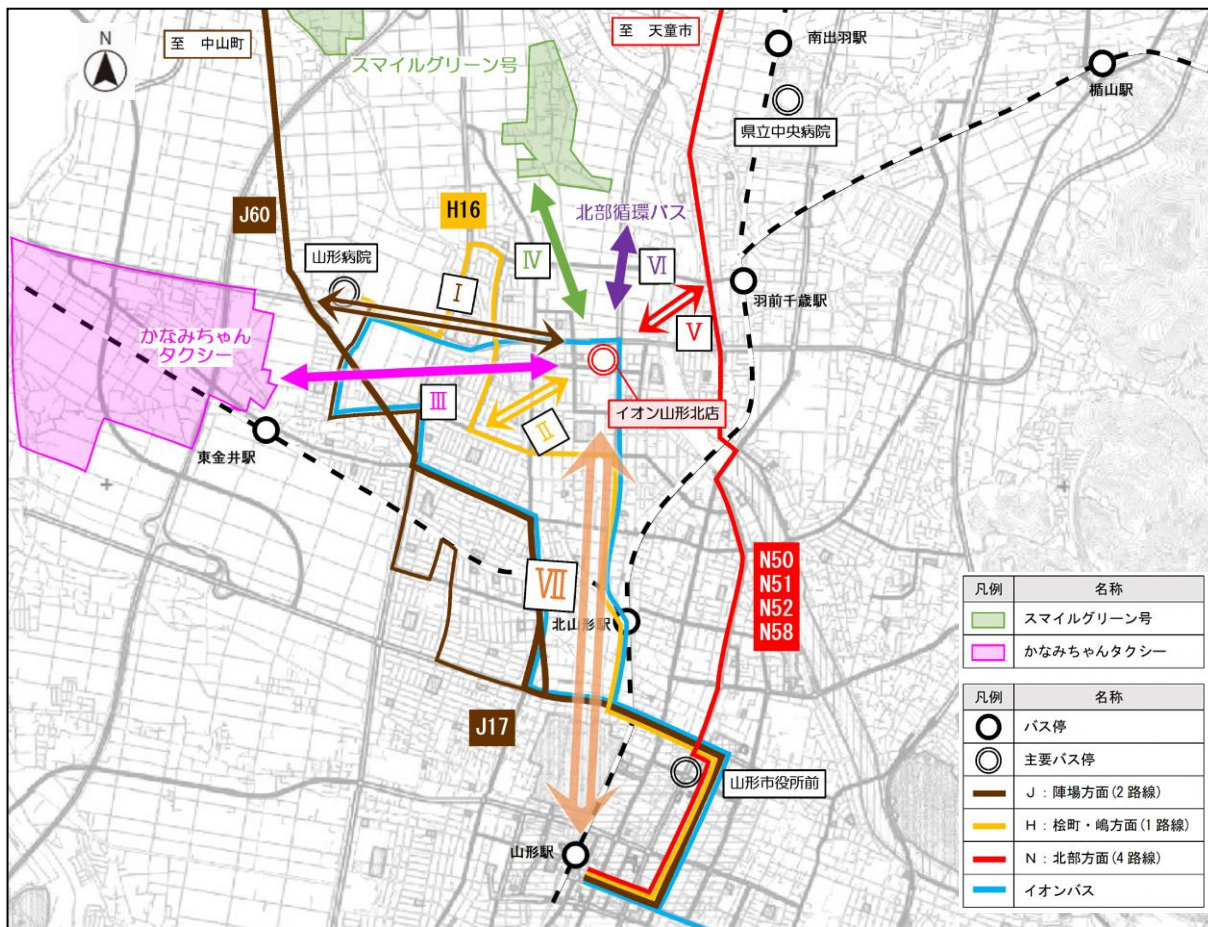 N
至 中山町
至 天童市
スマイルグリーン号
南出羽駅
楯山駅
県立中央病院
J60
H16
北部循環バス
山形病院
Ⅰ
Ⅳ
Ⅵ
羽前千歳駅
かなみちゃん
タクシー
Ⅴ
Ⅲ
Ⅱ
イオン山形北店
東金井駅
Ⅶ
北山形駅
N50
N51
N52
N58
J17
山形市役所前
山形駅
凡例 名称
スマイルグリーン号
かなみちゃんタクシー
凡例 名称
バス停
主要バス停
J：陣場方面(2路線)
H：桧町・嶋方面(1路線)
N：北部方面(4路線)
イオンバス